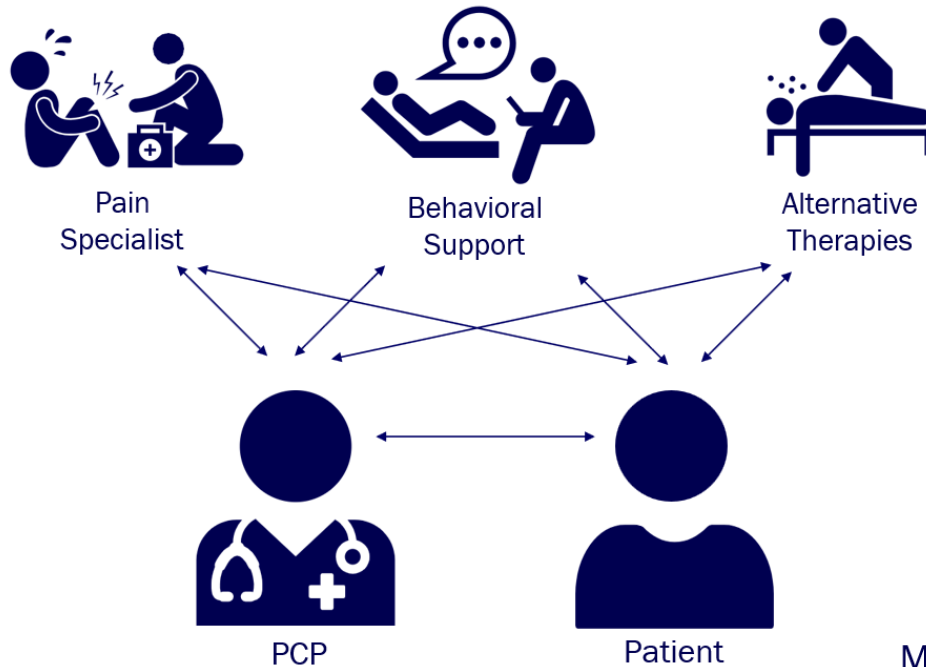 Pain
Specialist
Behavioral
Support
Alternative
Therapies
PCP
Patient
M